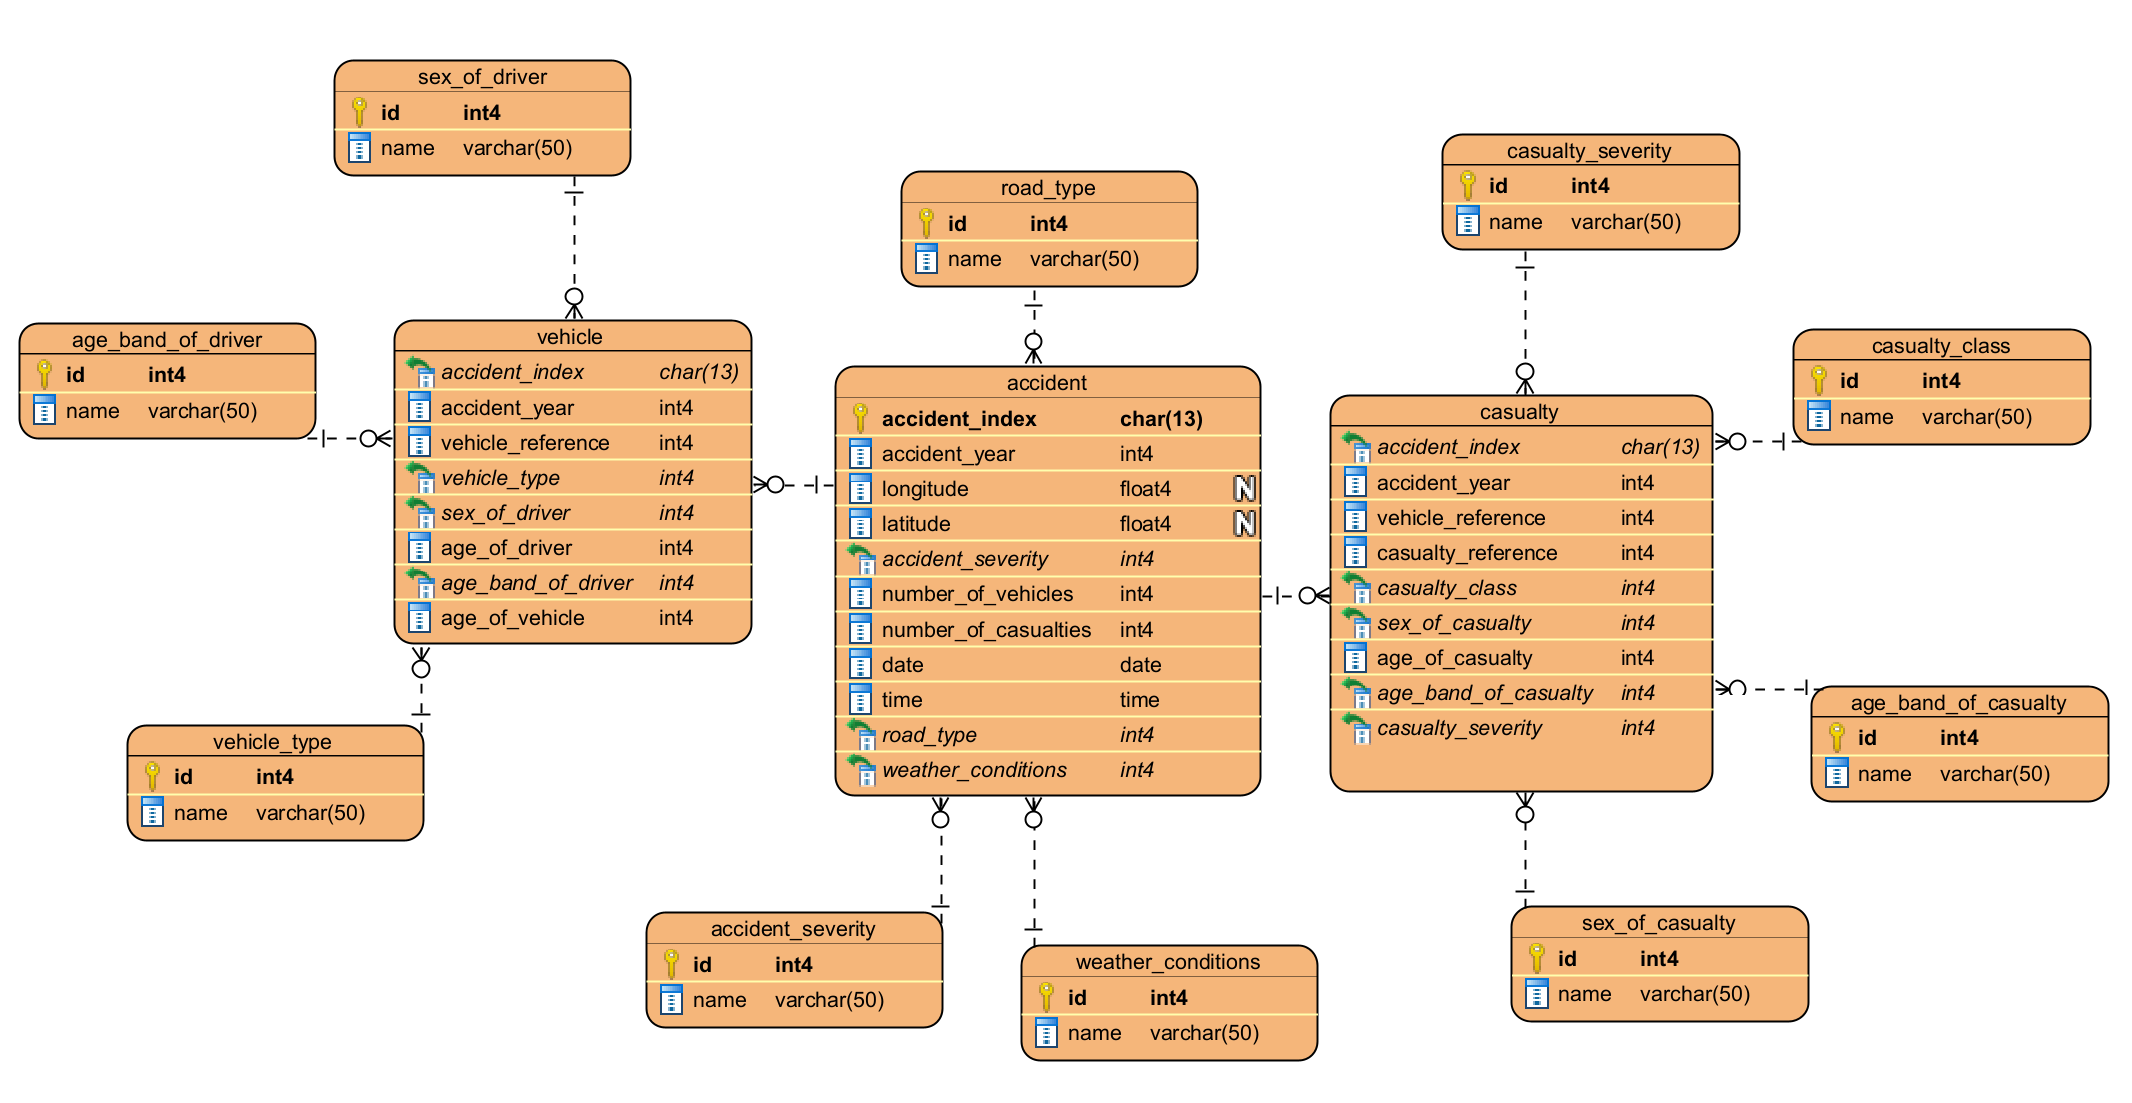 sex_of_driver
id int4
name varchar(50)
casualty_severity
id int4
name varchar(50)
road_type
id int4
name varchar(50)
age_band_of_driver
id int4
name varchar(50)
vehicle
accident_index char(13)
accident_year int4
vehicle_reference int4
vehicle_type int4
sex_of_driver int4
age_of_driver int4
age_band_of_driver int4
age_of_vehicle int4
accident
accident_index char(13)
accident_year int4
longitude float4 N
latitude float4 N
accident_severity int4
number_of_vehicles int4
number_of_casualties int4
date date
time time
road_type int4
weather_conditions int4
casualty
accident_index char(13)
accident_year int4
vehicle_reference int4
casualty_reference int4
casualty_class int4
sex_of_casualty int4
age_of_casualty int4
age_band_of_casualty int4
casualty_severity int4
casualty_class
id int4
name varchar(50)
age_band_of_casualty
id int4
name varchar(50)
vehicle_type
id int4
name varchar(50)
accident_severity
id int4
name varchar(50)
weather_conditions
id int4
name varchar(50)
sex_of_casualty
id int4
name varchar(50)